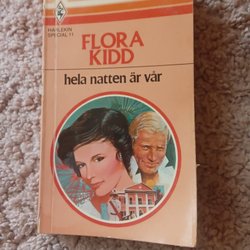 HARLEKIN
SPECIAL 11
FLORA
KIDD
hela natten är vår